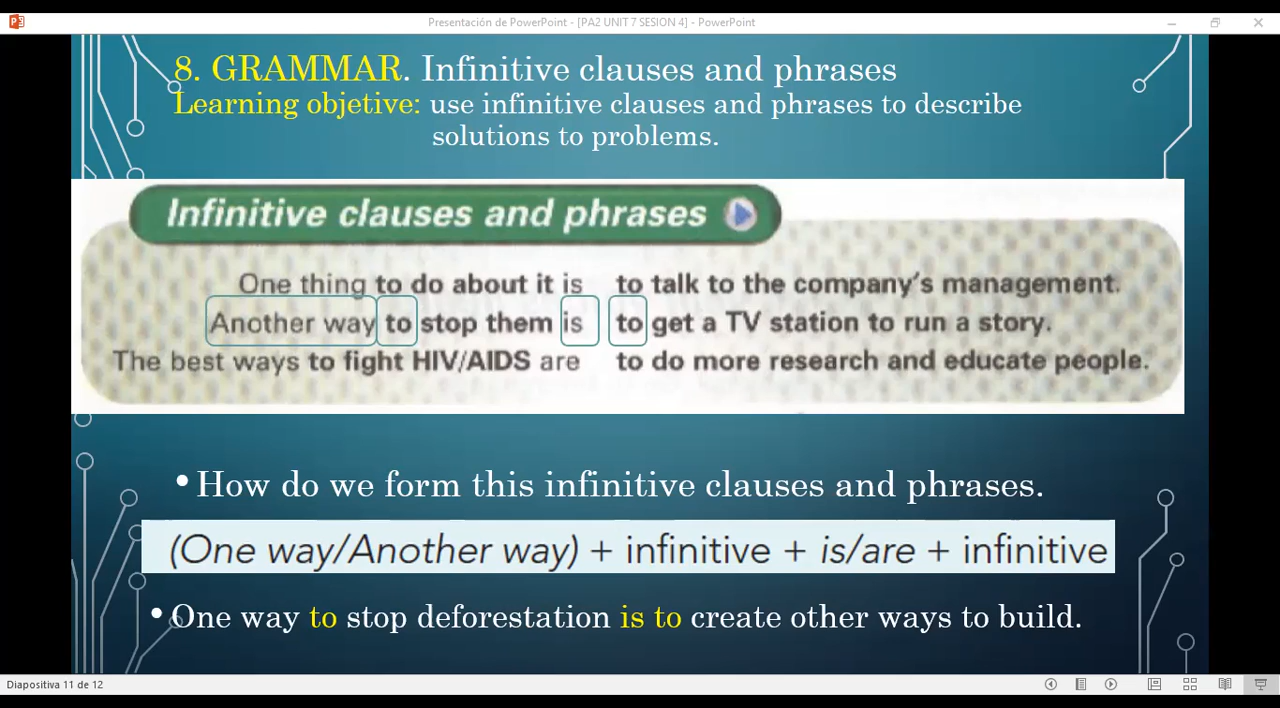 Presentación de PowerPoint - [PA2 UNIT 7 SESION 4] - PowerPoint
8. GRAMMAR. Infinitive clauses and phrases
Learning objetive: use infinitive clauses and phrases to describe
solutions to problems.
Infinitive clauses and phrases
One thing to do about it is to talk to the company's management.
Another way to stop them is to get a TV station to run a story.
The best ways to fight HIV/AIDS are to do more research and educate people.
• How do we form this infinitive clauses and phrases.
(One way/Another way) + infinitive + is/are + infinitive
• One way to stop deforestation is to create other ways to build.
Diapositiva 11 de 12